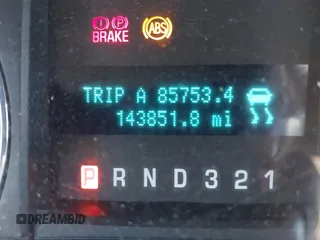 (!) (P)
BRAKE (ABS)
TRIP A 85753.4
143851.8 mi
P R N D 3 2 1
DREAMBID